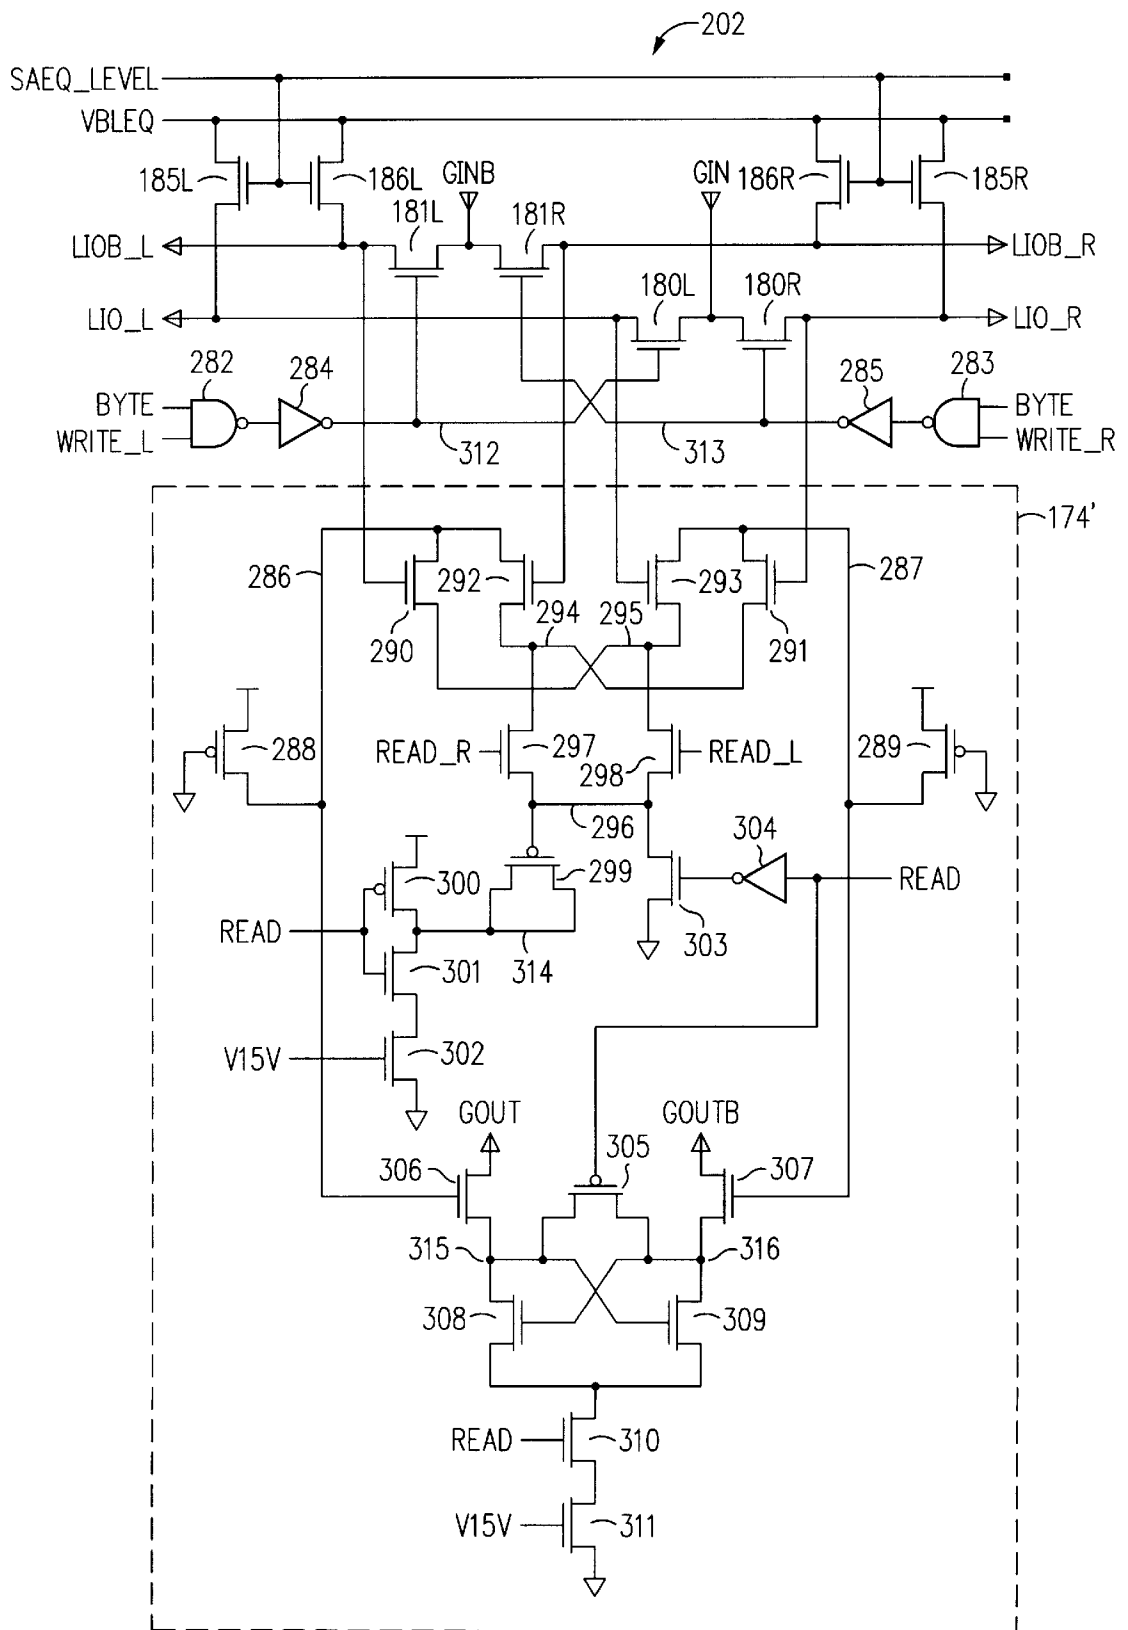 202
SAEQ_LEVEL
VBLEQ
185L
186L
GINB
GIN
186R
185R
181L
181R
LIOB_L
LIOB_R
180L
180R
LIO_L
LIO_R
282
284
285
283
BYTE
BYTE
WRITE_L
312
313
WRITE_R
174'
286
292
293
287
294
295
290
291
288
READ_R
297
298
READ_L
289
296
304
300
299
READ
READ
303
301
314
V15V
302
GOUT
GOUTB
305
306
307
315
316
308
309
READ
310
V15V
311